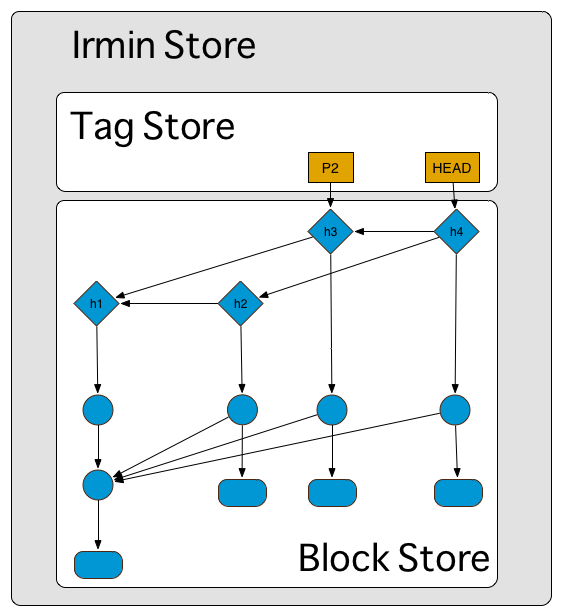 Irmin Store
Tag Store
P2
HEAD
h3
h4
h1
h2
Block Store